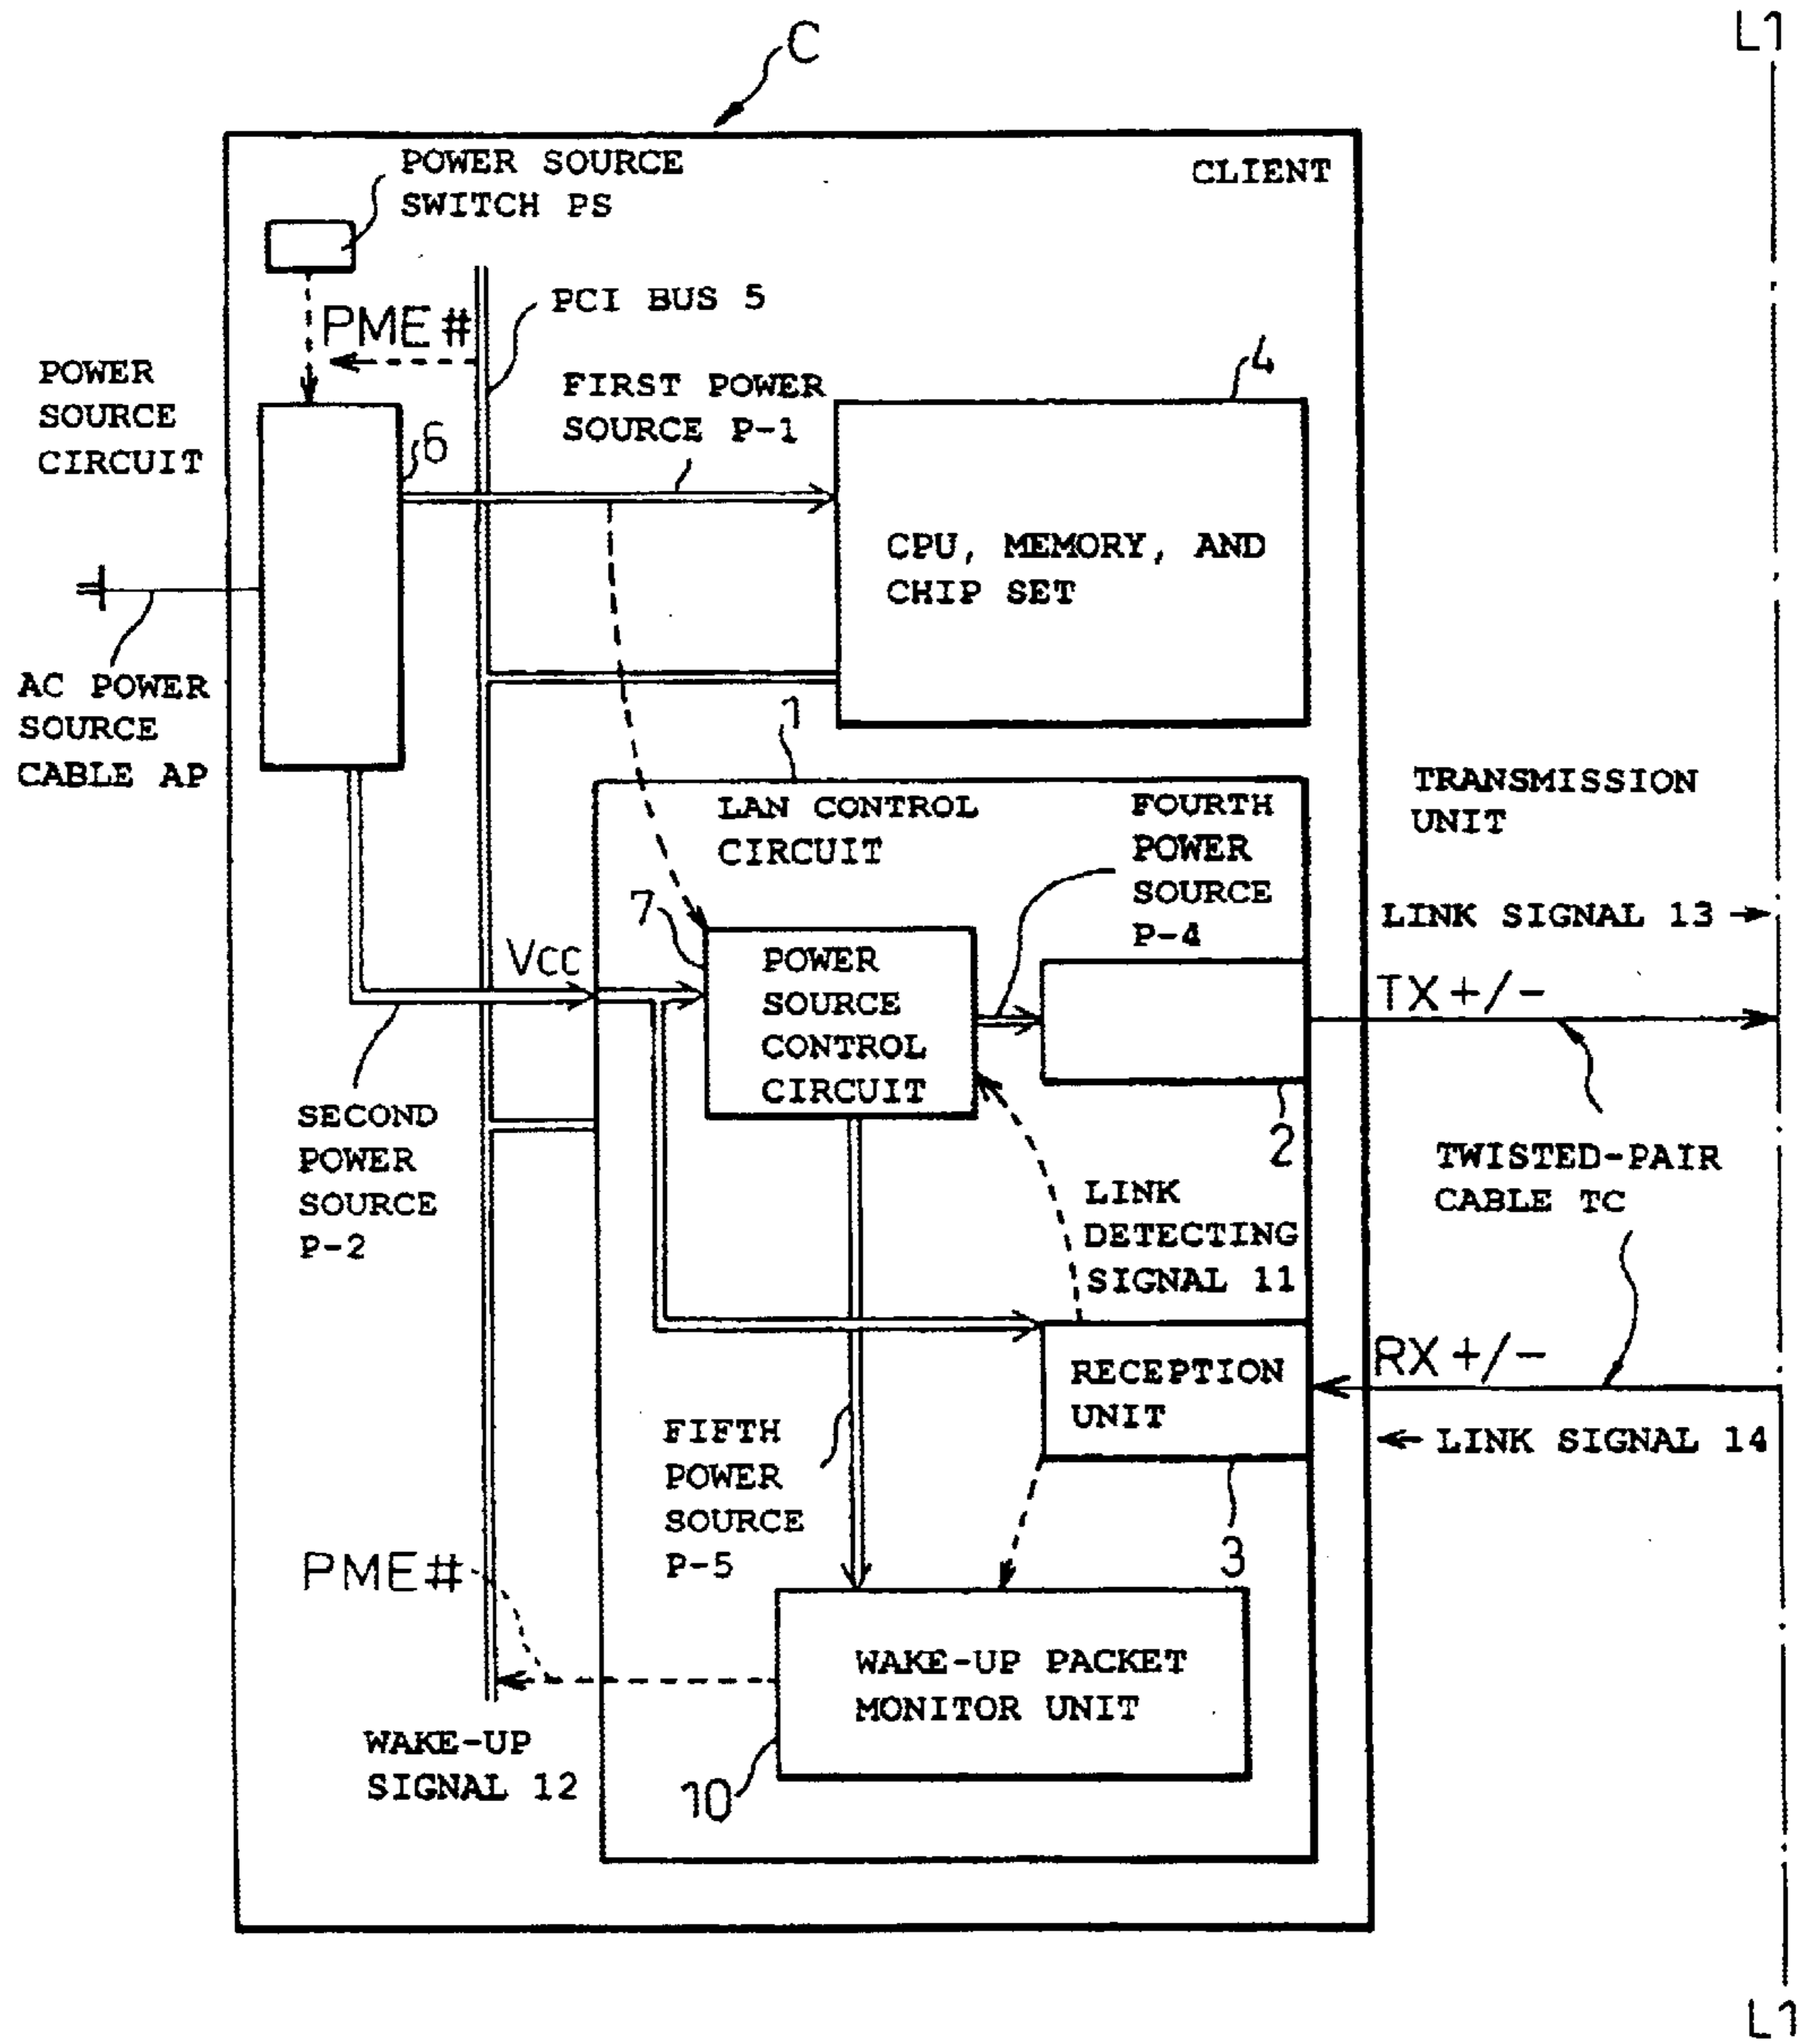 L1
C
POWER SOURCE
SWITCH PS
CLIENT
PME#
PCI BUS 5
POWER
SOURCE
CIRCUIT
6
FIRST POWER
SOURCE P-1
4
CPU, MEMORY, AND
CHIP SET
AC POWER
SOURCE
CABLE AP
1
LAN CONTROL
CIRCUIT
FOURTH
POWER
SOURCE
P-4
TRANSMISSION
UNIT
LINK SIGNAL 13
7
Vcc
POWER
SOURCE
CONTROL
CIRCUIT
TX+/-
2
SECOND
POWER
SOURCE
P-2
TWISTED-PAIR
CABLE TC
LINK
DETECTING
SIGNAL 11
RECEPTION
UNIT
RX+/-
LINK SIGNAL 14
FIFTH
POWER
SOURCE
P-5
3
PME#
WAKE-UP PACKET
MONITOR UNIT
WAKE-UP
SIGNAL 12
10
L1